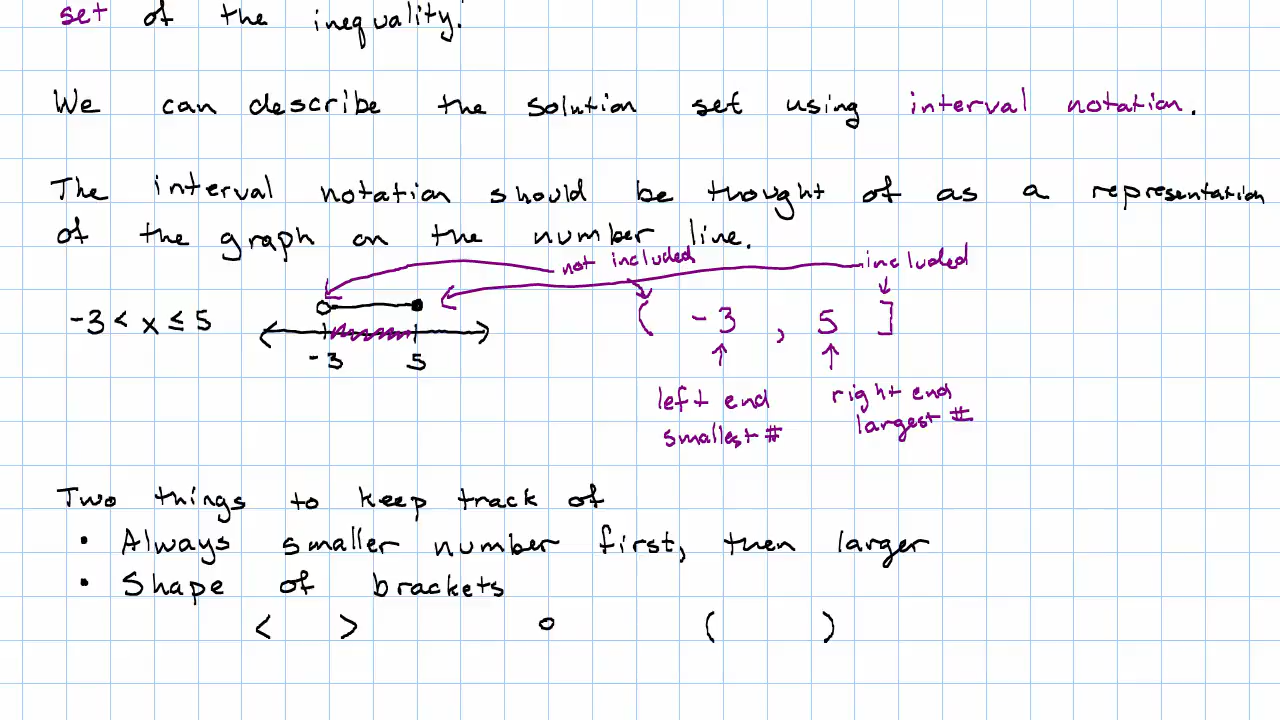 set of the inequality.
We can describe the solution set using interval notation.
The interval notation should be thought of as a representation
of the graph on the number line.
not included
included
-3 < x ≤ 5
-3 5
( -3 , 5 ]
left end
smallest #
right end
largest #
Two things to keep track of
• Always smaller number first, then larger
• Shape of brackets
< > o ( )